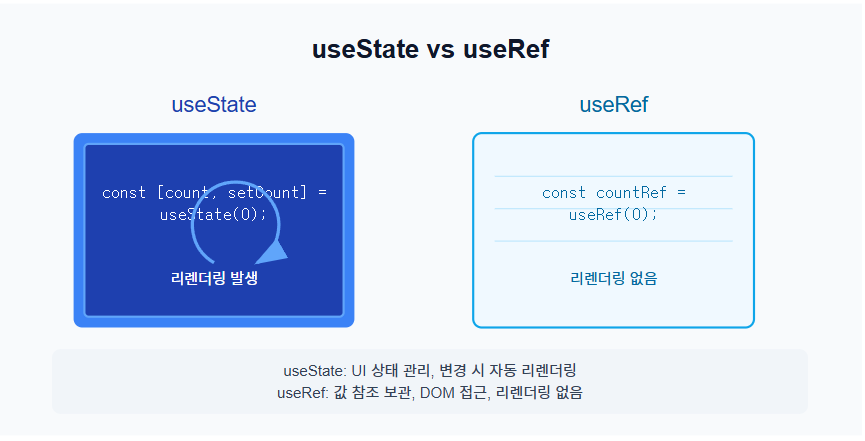 useState vs useRef
useState
const [count, setCount] =
useState(0);
리렌더링 발생
useRef
const countRef =
useRef(0);
리렌더링 없음
useState: UI 상태 관리, 변경 시 자동 리렌더링
useRef: 값 참조 보관, DOM 접근, 리렌더링 없음